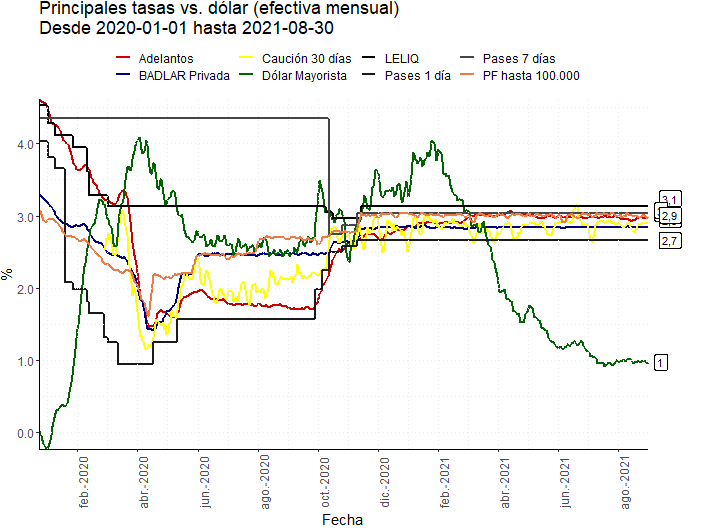 Principales tasas vs. dólar (efectiva mensual)
Desde 2020-01-01 hasta 2021-08-30
Adelantos Caución 30 días LELIQ Pases 7 días
BADLAR Privada Dólar Mayorista Pases 1 día PF hasta 100.000
%
4.0
3.0
2.0
1.0
0.0
3,1
2,9
2,7
1
feb.-2020 abr.-2020 jun.-2020 ago.-2020 oct.-2020 dic.-2020 feb.-2021 abr.-2021 jun.-2021 ago.-2021
Fecha